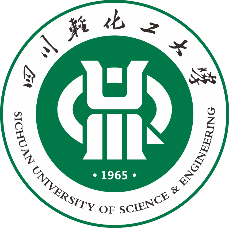 四川轻化工大学
·1965·
SICHUAN UNIVERSITY OF SCIENCE & ENGINEERING